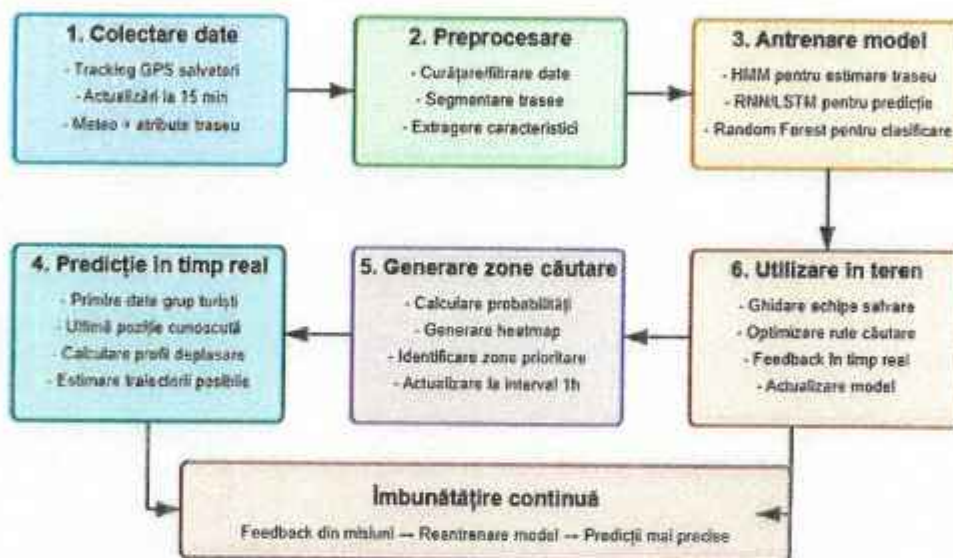 1. Colectare date
- Tracking GPS salvatori
- Actualizări la 15 min
- Meteo + atribute traseu
2. Preprocesare
- Curățare/filtrare date
- Segmentare trasee
- Extragere caracteristici
3. Antrenare model
- HMM pentru estimare traseu
- RNN/LSTM pentru predicție
- Random Forest pentru clasificare
4. Predicție în timp real
- Primire date grup turiști
- Ultimă poziție cunoscută
- Calculare profil deplasare
- Estimare traiectorii posibile
5. Generare zone căutare
- Calculare probabilități
- Generare heatmap
- Identificare zone prioritare
- Actualizare la interval 1h
6. Utilizare în teren
- Ghidare echipe salvare
- Optimizare rute căutare
- Feedback în timp real
- Actualizare model
Îmbunătățire continuă
Feedback din misiuni → Reantrenare model → Predicții mai precise